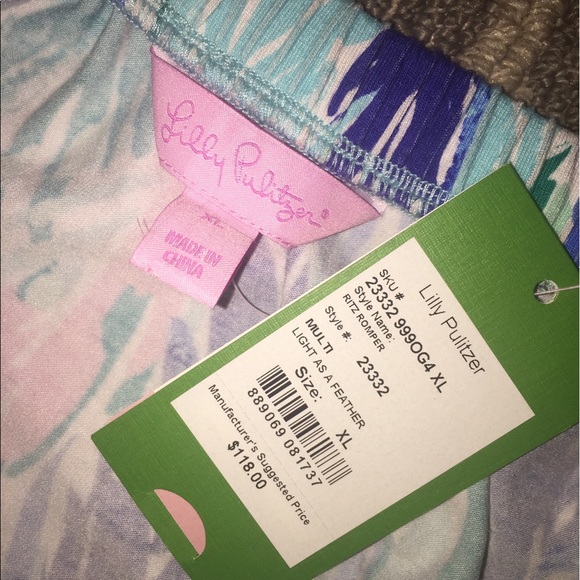 Lilly Pulitzer®
XL
MADE IN
CHINA
Lilly Pulitzer
SKU #
23332 999OG4 XL
Style Name:
RITZ ROMPER
Style #: 23332
MULTI
LIGHT AS A FEATHER
Size: XL
889069 081737
Manufacturer's Suggested Price
$118.00